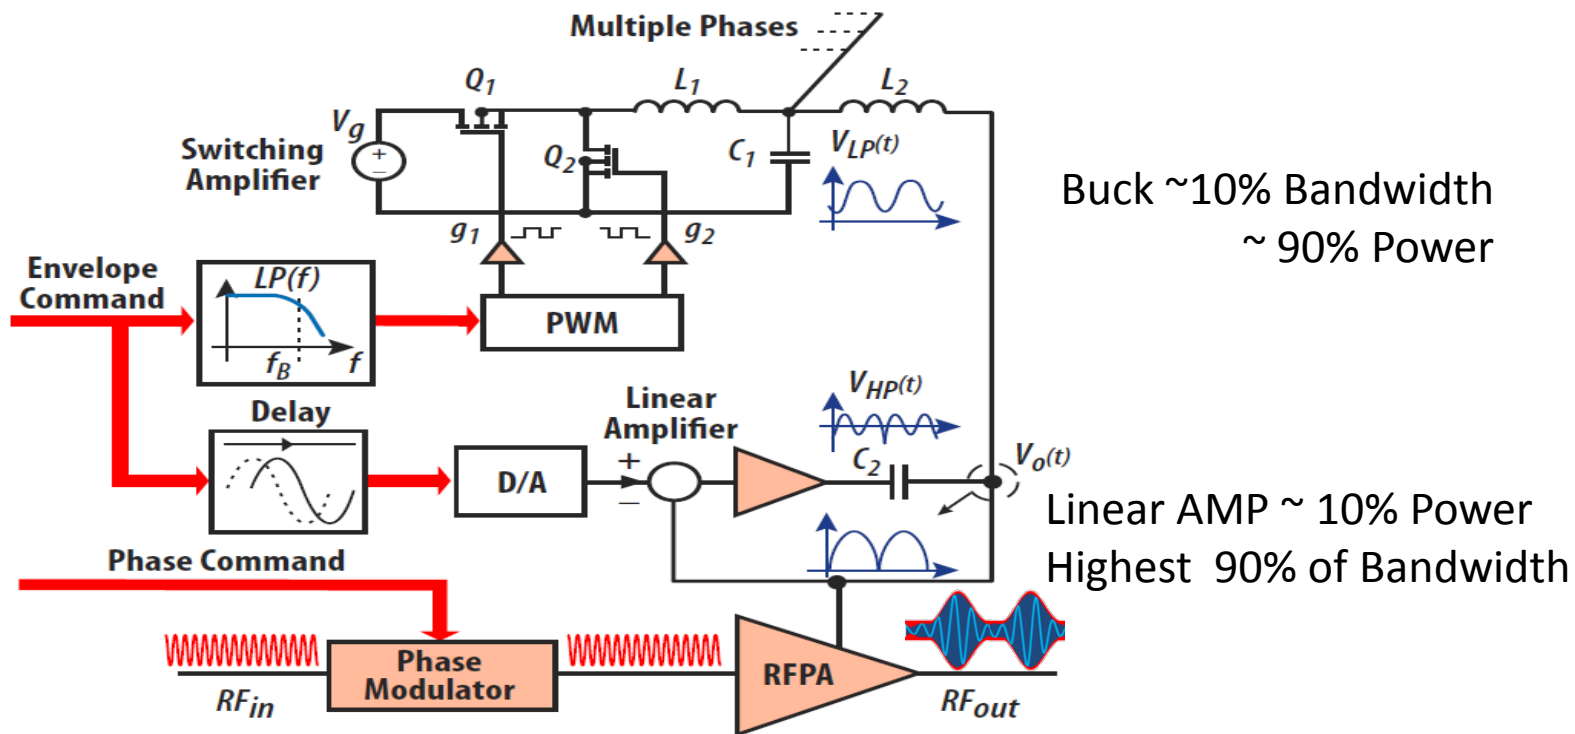 Multiple Phases
Q1
L1
L2
Vg
+
−
Switching
Amplifier
Q2
C1
VLP(t)
Buck ~10% Bandwidth
~ 90% Power
g1
g2
Envelope
Command
LP(f)
fB
f
PWM
Delay
Linear
Amplifier
VHP(t)
D/A
+
−
C2
Vo(t)
Linear AMP ~ 10% Power
Highest 90% of Bandwidth
Phase Command
Phase
Modulator
RFPA
RFin
RFout